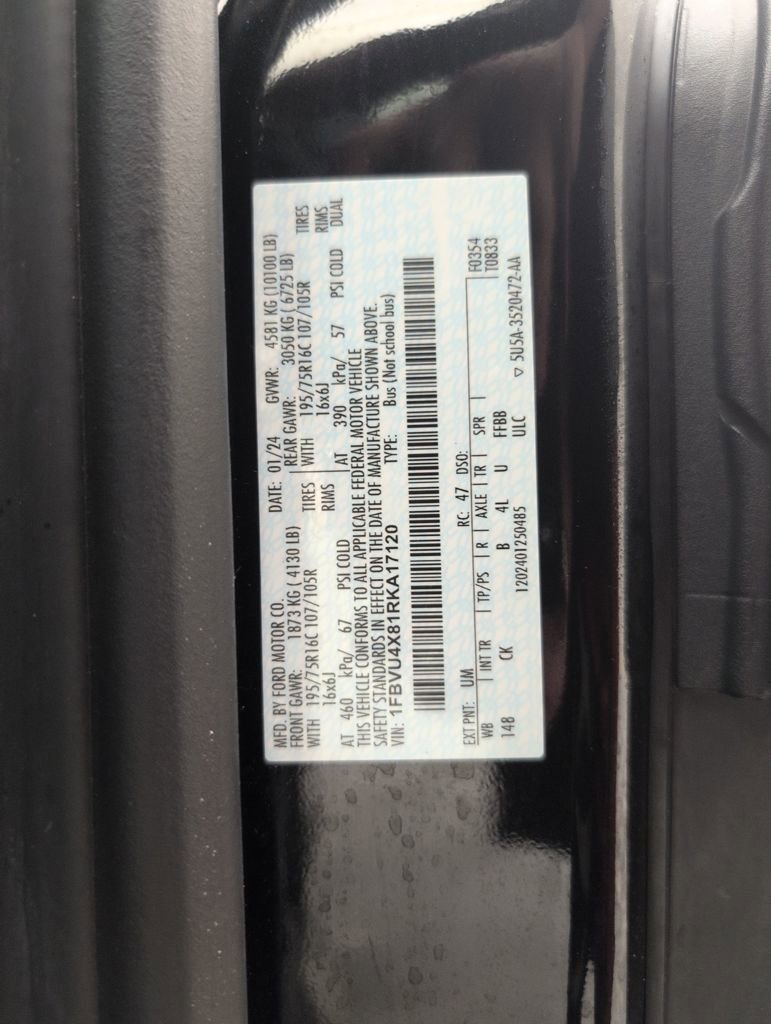 MFD. BY FORD MOTOR CO. DATE: 01/24 GVWR: 4581 KG (10100 LB)
FRONT GAWR: 1873 KG ( 4130 LB) REAR GAWR: 3050 KG ( 6725 LB)
WITH 195/75R16C 107/105R TIRES WITH 195/75R16C 107/105R TIRES
16x6J RIMS 16x6J RIMS
AT 460 kPa/ 67 PSI COLD AT 390 kPa/ 57 PSI COLD DUAL
THIS VEHICLE CONFORMS TO ALL APPLICABLE FEDERAL MOTOR VEHICLE
SAFETY STANDARDS IN EFFECT ON THE DATE OF MANUFACTURE SHOWN ABOVE.
VIN: 1FBVU4X81RKA17120 TYPE: Bus (Not school bus)
EXT PNT: UM RC: 47 DSO: F0354
WB | INT TR | TP/PS | R | AXLE | TR | SPR | T0833
148 CK B 4L U FFBB
1202401250485 ULC ▽ 5U5A-3520472-AA